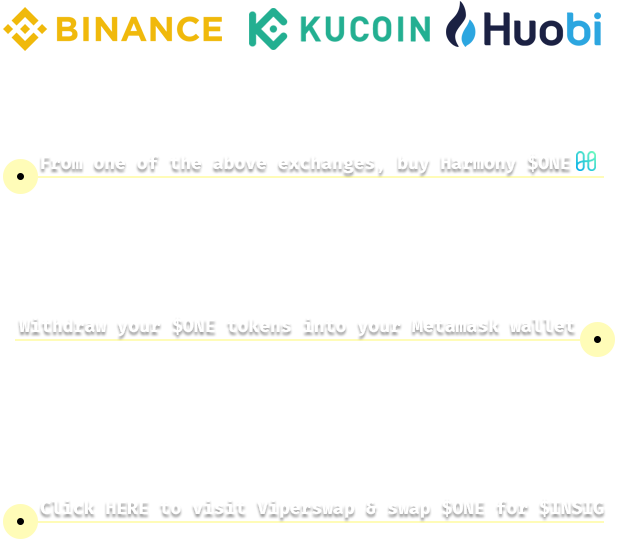 BINANCE KUCOIN Huobi
From one of the above exchanges, buy Harmony $ONE
Withdraw your $ONE tokens into your Metamask wallet
Click HERE to visit Viperswap & swap $ONE for $INSIG